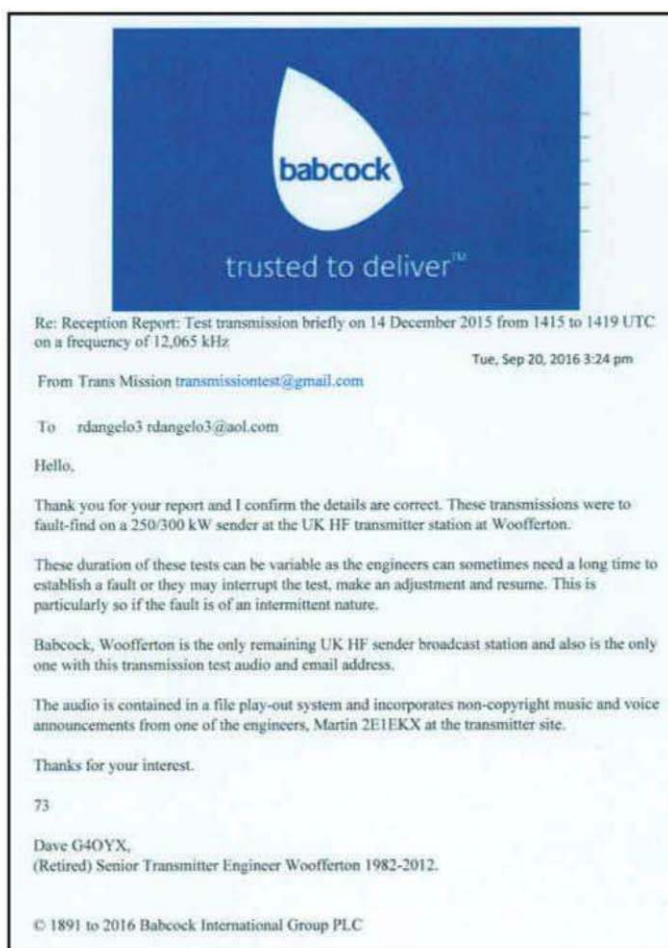 babcock
trusted to deliver™
Re: Reception Report: Test transmission briefly on 14 December 2015 from 1415 to 1419 UTC
on a frequency of 12,065 kHz
Tue, Sep 20, 2016 3:24 pm
From Trans Mission transmissiontest@gmail.com
To rdangelo3 rdangelo3@aol.com
Hello,
Thank you for your report and I confirm the details are correct. These transmissions were to
fault-find on a 250/300 kW sender at the UK HF transmitter station at Woofferton.
These duration of these tests can be variable as the engineers can sometimes need a long time to
establish a fault or they may interrupt the test, make an adjustment and resume. This is
particularly so if the fault is of an intermittent nature.
Babcock, Woofferton is the only remaining UK HF sender broadcast station and also is the only
one with this transmission test audio and email address.
The audio is contained in a file play-out system and incorporates non-copyright music and voice
announcements from one of the engineers, Martin 2E1EKX at the transmitter site.
Thanks for your interest.
73
Dave G4OYX,
(Retired) Senior Transmitter Engineer Woofferton 1982-2012.
© 1891 to 2016 Babcock International Group PLC